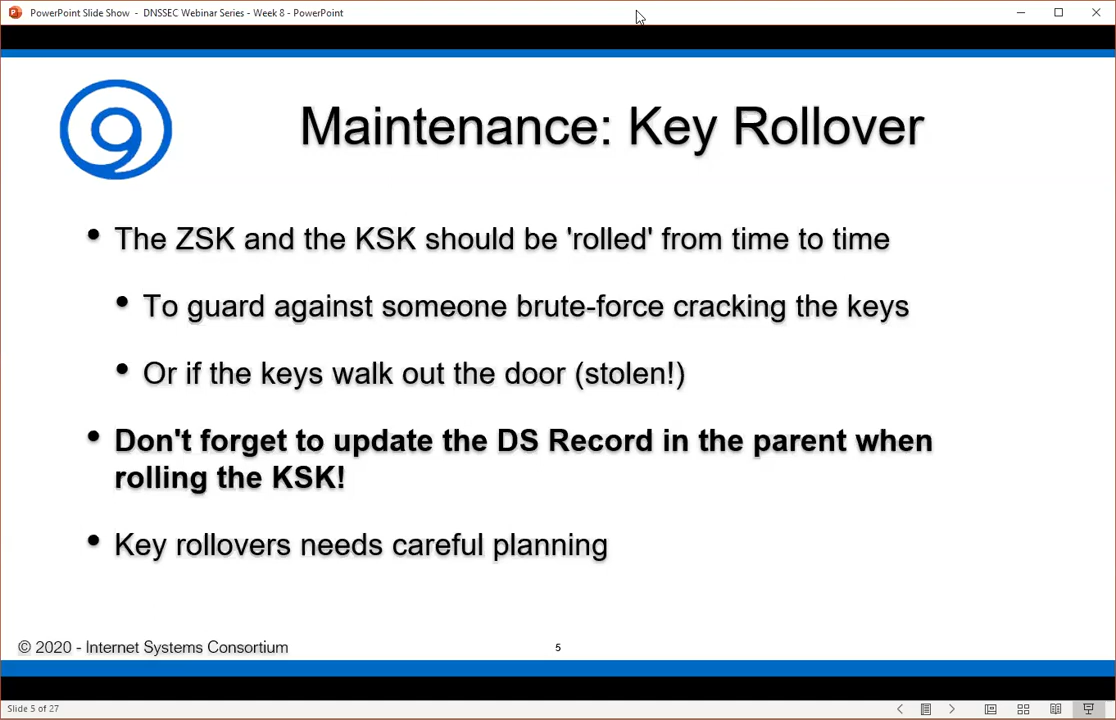 PowerPoint Slide Show - DNSSEC Webinar Series - Week 8 - PowerPoint
Maintenance: Key Rollover
• The ZSK and the KSK should be 'rolled' from time to time
• To guard against someone brute-force cracking the keys
• Or if the keys walk out the door (stolen!)
• Don't forget to update the DS Record in the parent when
rolling the KSK!
• Key rollovers needs careful planning
© 2020 - Internet Systems Consortium
5
Slide 5 of 27